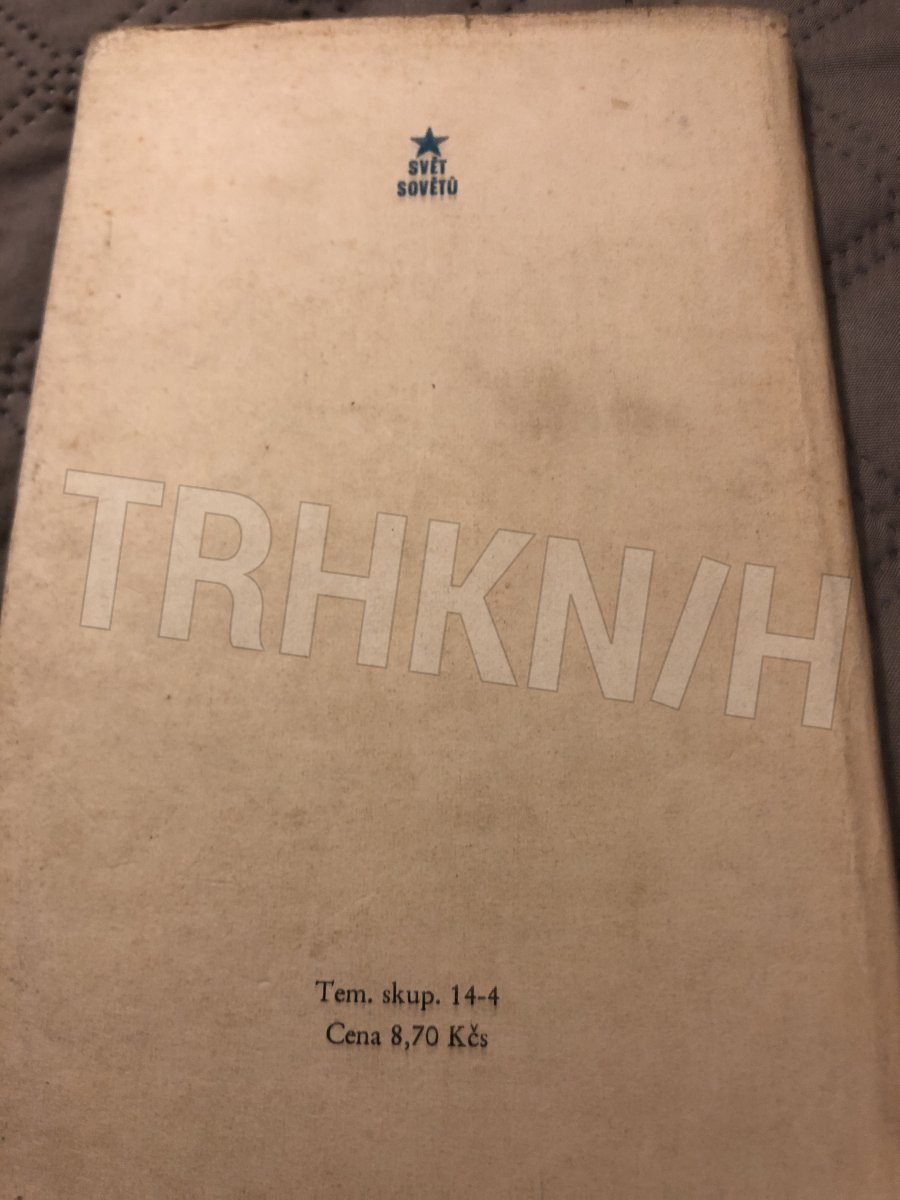 SVĚT
SOVĚTŮ
TRHKN/H
Tem. skup. 14-4
Cena 8,70 Kčs